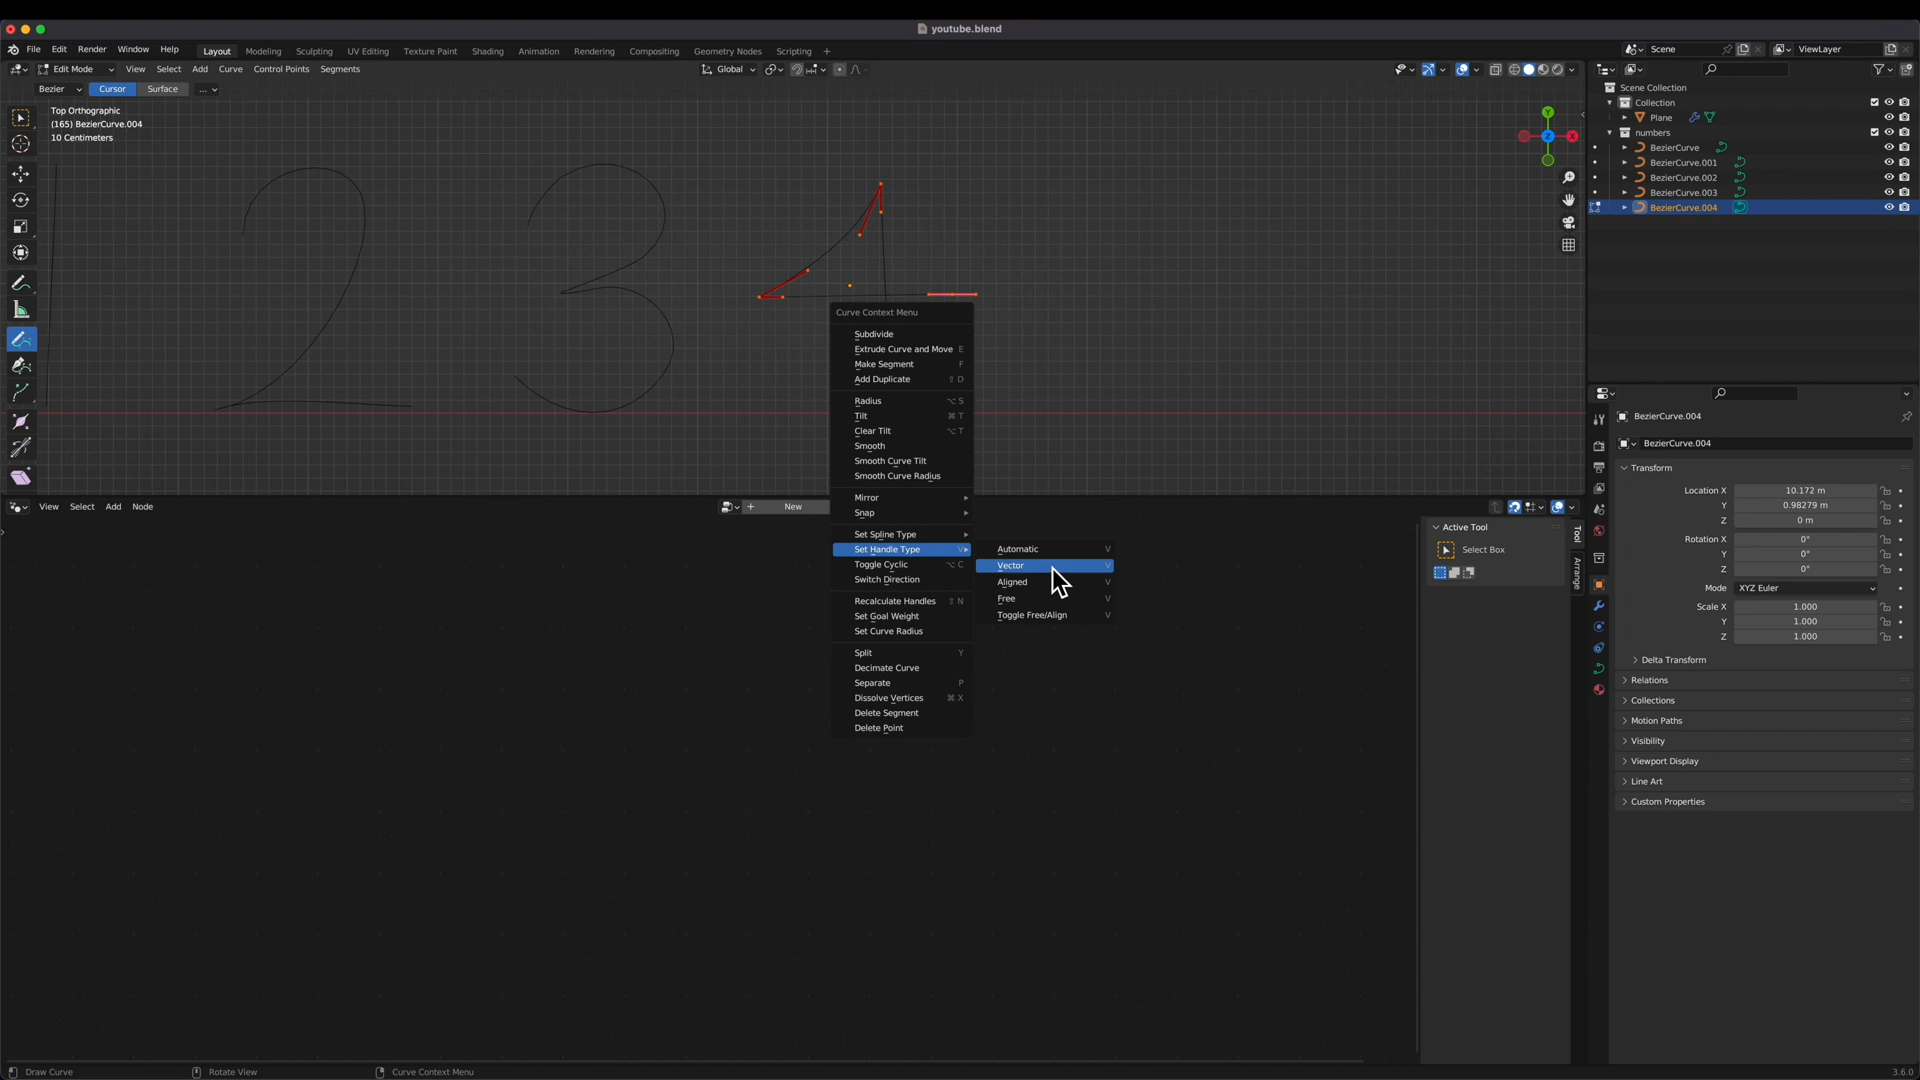 youtube.blend
File Edit Render Window Help Layout Modeling Sculpting UV Editing Texture Paint Shading Animation Rendering Compositing Geometry Nodes Scripting + Scene ViewLayer
Edit Mode View Select Add Curve Control Points Segments Global
Bezier Cursor Surface ...
Top Orthographic
(165) BezierCurve.004
10 Centimeters
Y
Z X
Scene Collection
Collection
Plane
numbers
BezierCurve
BezierCurve.001
BezierCurve.002
BezierCurve.003
BezierCurve.004
Curve Context Menu
Subdivide
Extrude Curve and Move E
Make Segment F
Add Duplicate ⇧ D
Radius ⌥ S
Tilt ⌘ T
Clear Tilt ⌥ T
Smooth
Smooth Curve Tilt
Smooth Curve Radius
Mirror
Snap
Set Spline Type
Set Handle Type V
Toggle Cyclic ⌥ C
Switch Direction
Recalculate Handles ⇧ N
Set Goal Weight
Set Curve Radius
Split Y
Decimate Curve
Separate P
Dissolve Vertices ⌘ X
Delete Segment
Delete Point
Automatic V
Vector V
Aligned V
Free V
Toggle Free/Align V
View Select Add Node + New
Active Tool
Select Box
Tool
Arrange
BezierCurve.004
BezierCurve.004
Transform
Location X 10.172 m
Y 0.98279 m
Z 0 m
Rotation X 0°
Y 0°
Z 0°
Mode XYZ Euler
Scale X 1.000
Y 1.000
Z 1.000
Delta Transform
Relations
Collections
Motion Paths
Visibility
Viewport Display
Line Art
Custom Properties
Draw Curve Rotate View Curve Context Menu 3.6.0